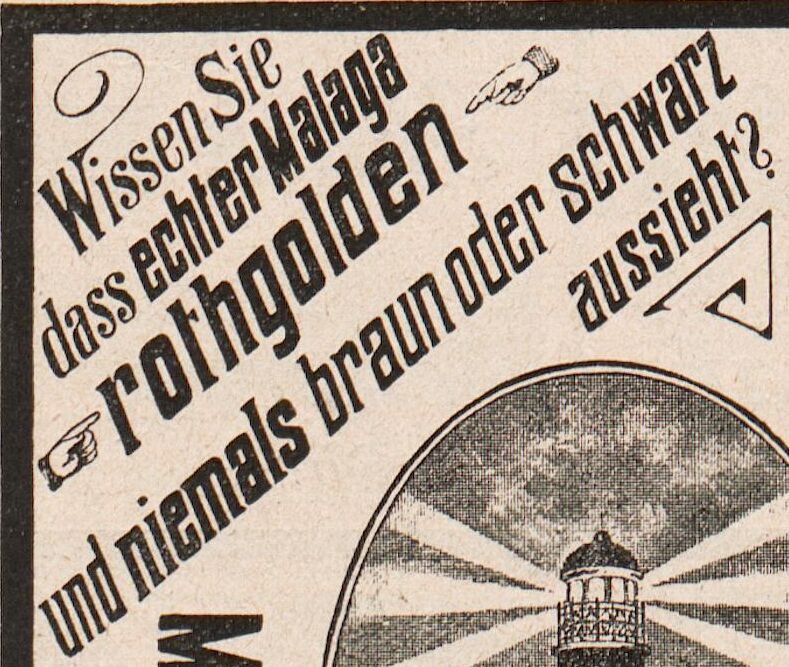 Wissen Sie
dass echter Malaga
rothgolden
und niemals braun oder schwarz
aussieht?
M